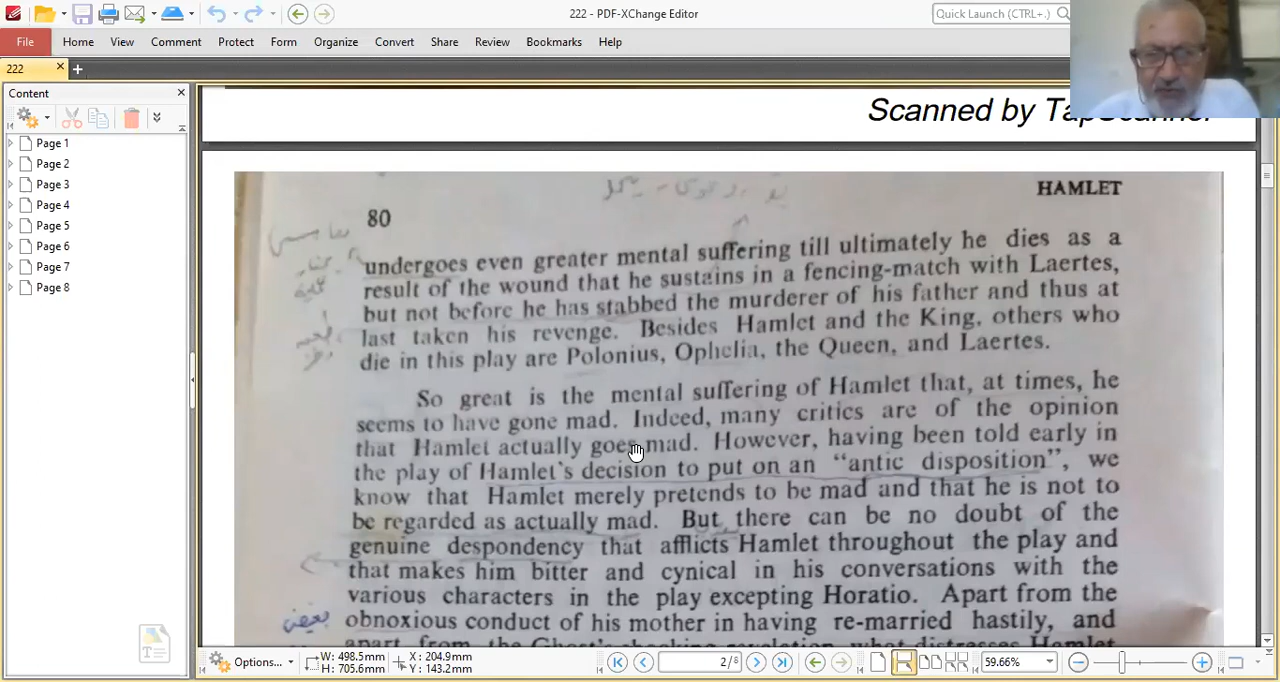 222 - PDF-XChange Editor
Quick Launch (CTRL+.)
File Home View Comment Protect Form Organize Convert Share Review Bookmarks Help
222
Content
Page 1
Page 2
Page 3
Page 4
Page 5
Page 6
Page 7
Page 8
Scanned by
HAMLET
80
undergoes even greater mental suffering till ultimately he dies as a
result of the wound that he sustains in a fencing-match with Laertes,
but not before he has stabbed the murderer of his father and thus at
last taken his revenge. Besides Hamlet and the King, others who
die in this play are Polonius, Ophelia, the Queen, and Laertes.
So great is the mental suffering of Hamlet that, at times, he
seems to have gone mad. Indeed, many critics are of the opinion
that Hamlet actually goes mad. However, having been told early in
the play of Hamlet's decision to put on an “antic disposition”, we
know that Hamlet merely pretends to be mad and that he is not to
be regarded as actually mad. But there can be no doubt of the
genuine despondency that afflicts Hamlet throughout the play and
that makes him bitter and cynical in his conversations with the
various characters in the play excepting Horatio. Apart from the
obnoxious conduct of his mother in having re-married hastily, and
apart from the Ghost's what distresses Hamlet
Options...
W: 498.5mm
H: 705.6mm
X: 204.9mm
Y: 143.2mm
2/8
59.66%